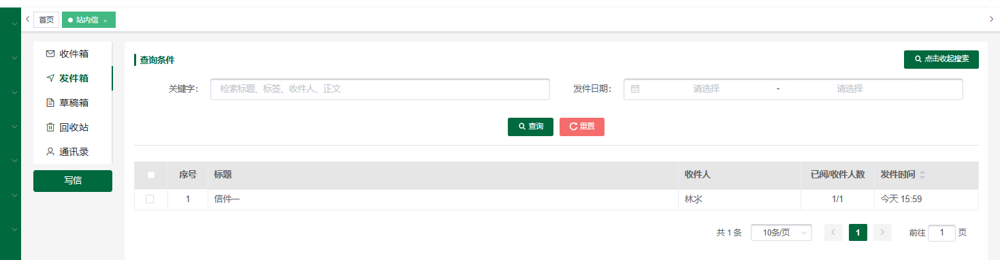 首页 站内信 ×
收件箱
发件箱
草稿箱
回收站
通讯录
写信
查询条件 点击收起搜索
关键字： 检索标题、标签、收件人、正文 发件日期： 请选择 - 请选择
查询 重置
序号 标题 收件人 已阅/收件人数 发件时间
1 信件一 林氺 1/1 今天 15:59
共 1 条 10条/页 1 前往 1 页